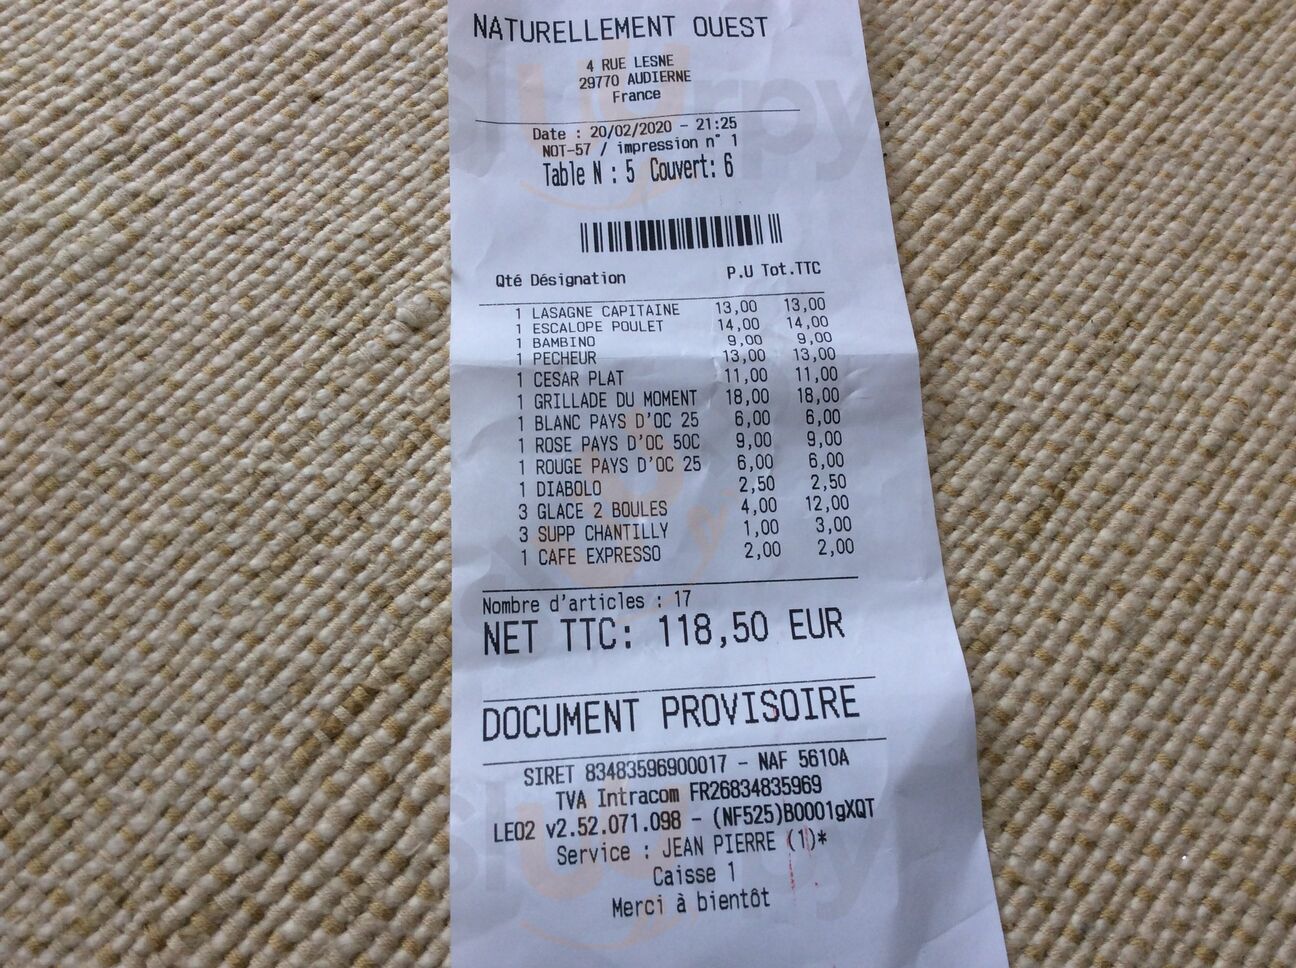 NATURELLEMENT OUEST
4 RUE LESNE
29770 AUDIERNE
France
Date : 20/02/2020 - 21:25
NOT-57 / impression n° 1
Table N : 5 Couvert: 6
Qté Désignation P.U Tot.TTC
1 LASAGNE CAPITAINE 13,00 13,00
1 ESCALOPE POULET 14,00 14,00
1 BAMBINO 9,00 9,00
1 PECHEUR 13,00 13,00
1 CESAR PLAT 11,00 11,00
1 GRILLADE DU MOMENT 18,00 18,00
1 BLANC PAYS D'OC 25 6,00 6,00
1 ROSE PAYS D'OC 50C 9,00 9,00
1 ROUGE PAYS D'OC 25 6,00 6,00
1 DIABOLO 2,50 2,50
3 GLACE 2 BOULES 4,00 12,00
3 SUPP CHANTILLY 1,00 3,00
1 CAFE EXPRESSO 2,00 2,00
Nombre d'articles : 17
NET TTC: 118,50 EUR
DOCUMENT PROVISOIRE
SIRET 83483596900017 - NAF 5610A
TVA Intracom FR26834835969
LEO2 v2.52.071.098 - (NF525)B0001gXQT
Service : JEAN PIERRE (1)*
Caisse 1
Merci à bientôt